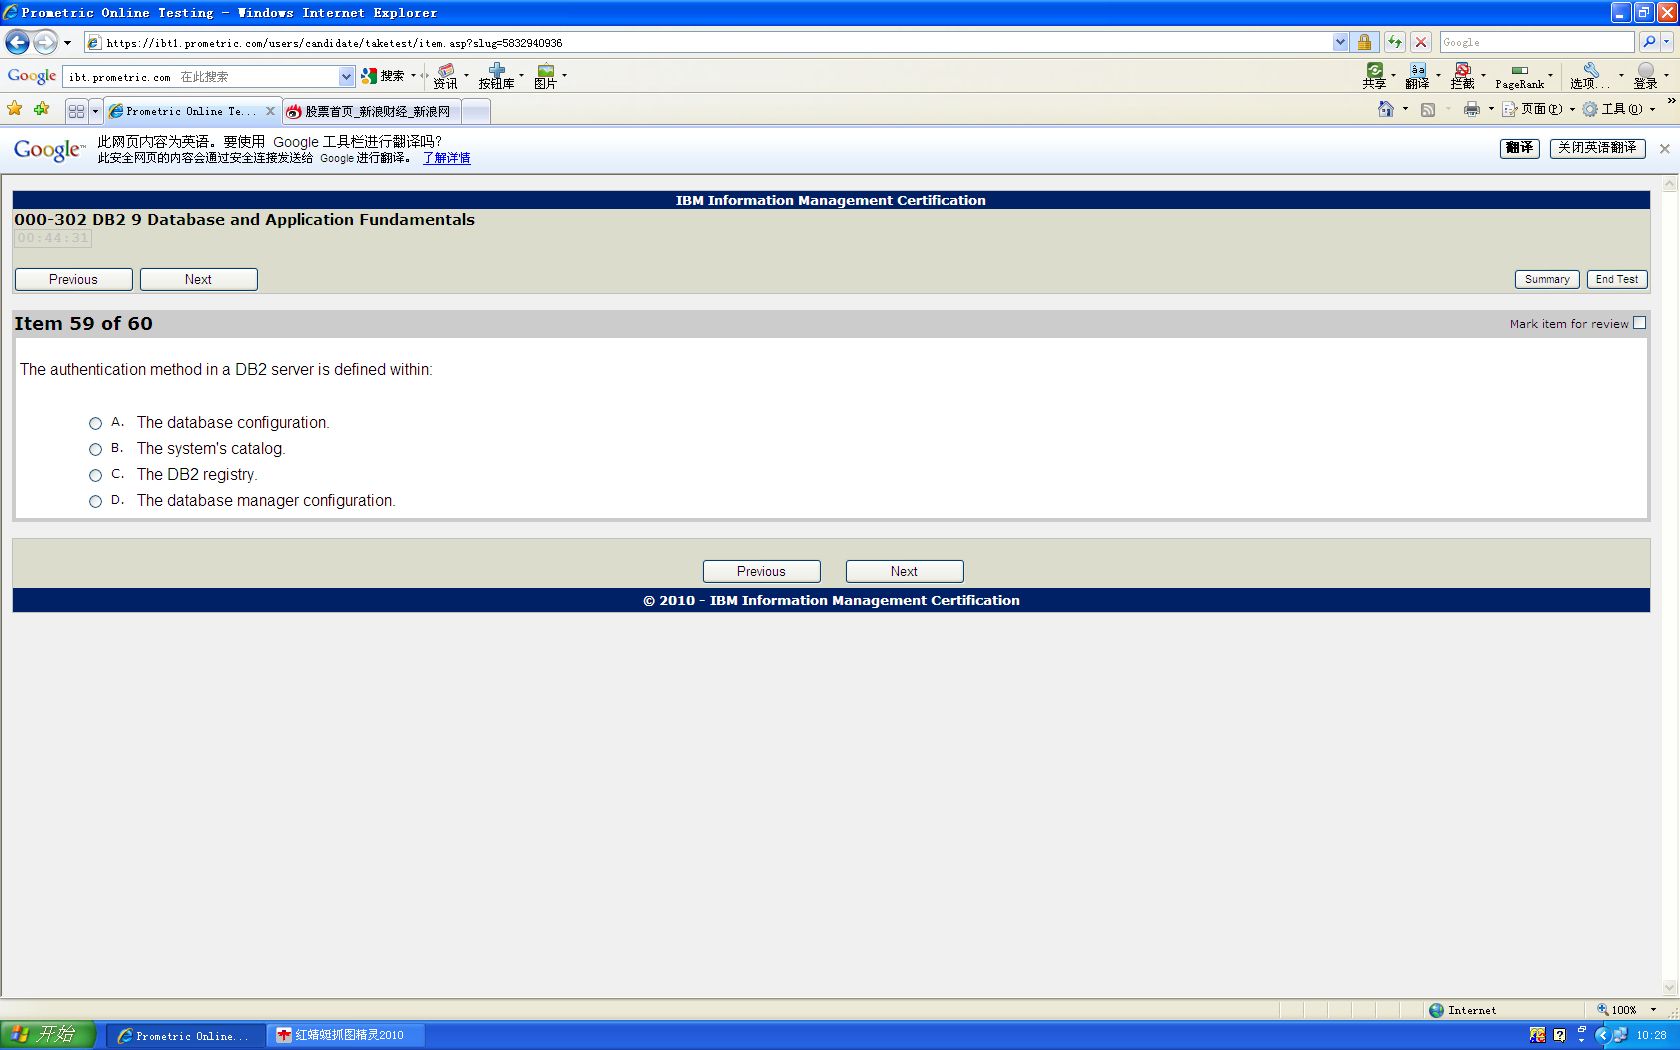 Prometric Online Testing - Windows Internet Explorer
https://ibt1.prometric.com/users/candidate/taketest/item.asp?slug=5832940936
Google
Google ibt.prometric.com 在此搜索 搜索 资讯 按钮库 图片 共享 翻译 拦截 PageRank 选项... 登录
Prometric Online Te... 股票首页_新浪财经_新浪网 页面(P) 工具(O) »
Google™ 此网页内容为英语。要使用 Google 工具栏进行翻译吗? 翻译 关闭英语翻译
此安全网页的内容会通过安全连接发送给 Google 进行翻译。 了解详情
IBM Information Management Certification
000-302 DB2 9 Database and Application Fundamentals
00:44:31
Previous Next Summary End Test
Item 59 of 60 Mark item for review
The authentication method in a DB2 server is defined within:
A. The database configuration.
B. The system's catalog.
C. The DB2 registry.
D. The database manager configuration.
Previous Next
© 2010 - IBM Information Management Certification
Internet 100%
开始 Prometric Online... 红蜻蜓抓图精灵2010 10:28